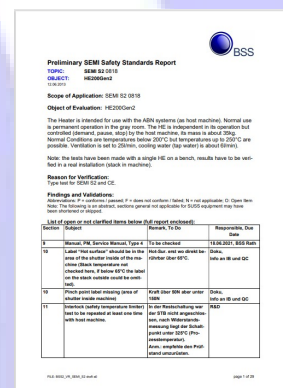 BSS
Preliminary SEMI Safety Standards Report
TOPIC: SEMI S2 0818
OBJECT: HE200Gen2
Scope of Application: SEMI S2 0818
Object of Evaluation: HE200Gen2
The Heater is intended for use with the ABN systems (as host machine). Normal use
is permanent operation in the gray room. The HE is independent in its operation but
controlled (demand, pause, stop) by the host machine, its mass is about 35kg.
Normal Conditions are temperatures below 200°C but temperatures up to 250°C are
possible. Ventilation is set to 25l/min, cooling (tap water) is about 6l/min).
Note: the tests have been made with a single HE on a bench, results have to be veri-
fied in a real installation (stack in machine).
Reason for Verification:
Type test for SEMI S2 and CE.
Findings and Validations:
Abbreviations: P = conforms / passed; F = does not conform / failed; N = not applicable; O: Open Item
Note: The following is an abstract, sections general not applicable for SUSS equipment may have
been shortened or skipped.
List of open or not clarified items below (full report enclosed):
Section Subject Remark, To Do Responsible, Due
Date
Manual, PM, Service Manual, Type 4 To be checked 18.06.2021, BSS Rath
10 Label "Hot surface" should be in the Hot-Bur. erst wo direkt be- Doku,
area of the shutter inside of the ma- rührbar über 60°C. Info an IB und QC
chine (Stack temperature not
checked here, if below 65°C the label
on the stack outside could be omit-
ted).
10 Pinch point label missing (area of Kraft über 90N aber unter Doku,
shutter inside machine) 150N Info an IB und QC
11 Interlock (safety temperature limiter) In der Restschaltung war R&D
test to be repeated at least one time der STB nicht angeschlos-
with host machine. sen, nach Widerstands-
messung liegt der Schalt-
punkt unter 325°C (Pro-
zesstemperatur).
Anm.: empfehle den Prüf-
stand umzurüsten.
page 1 of 28